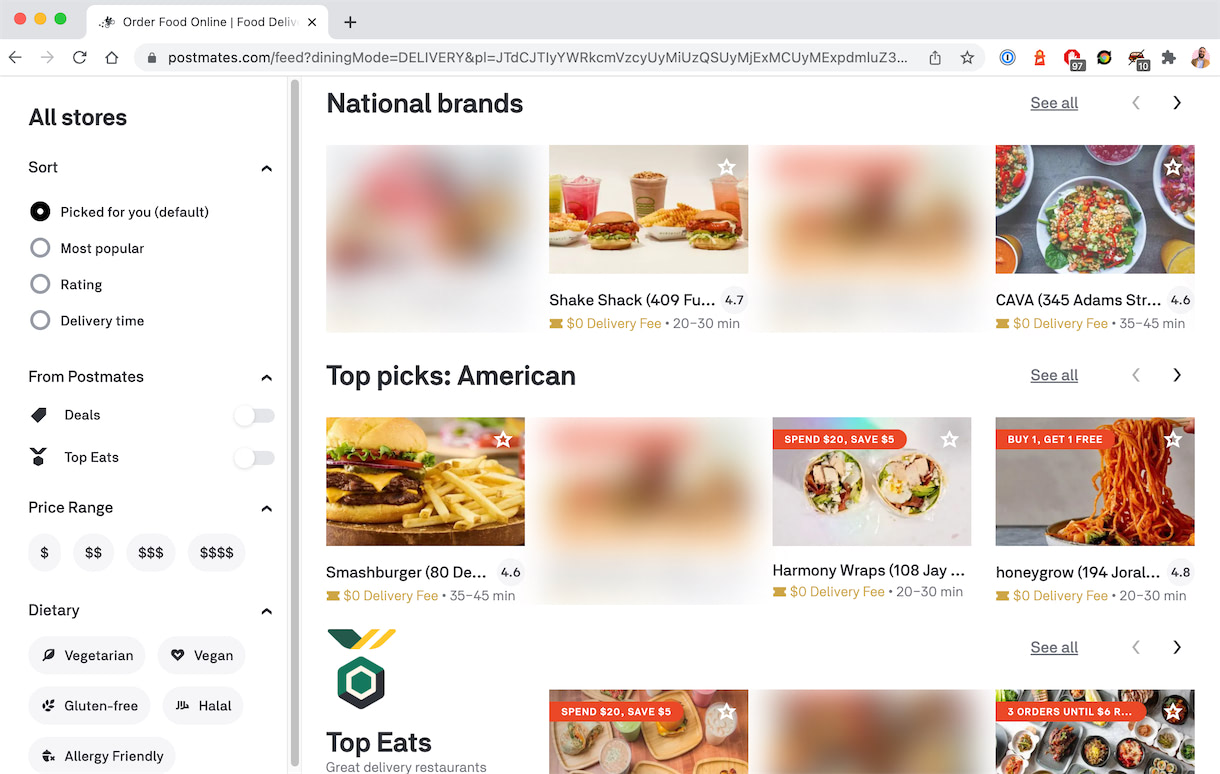 Order Food Online | Food Deliv
postmates.com/feed?diningMode=DELIVERY&pl=JTdCJTIyYWRkcmVzcyUyMiUzQSUyMjExMCUyMExpdmluZ3...
97
10
All stores
Sort
Picked for you (default)
Most popular
Rating
Delivery time
From Postmates
Deals
Top Eats
Price Range
$
$$
$$$
$$$$
Dietary
Vegetarian
Vegan
Gluten-free
Halal
Allergy Friendly
National brands
See all
Shake Shack (409 Fu...
4.7
$0 Delivery Fee • 20–30 min
CAVA (345 Adams Str...
4.6
$0 Delivery Fee • 35–45 min
Top picks: American
See all
Smashburger (80 De...
4.6
$0 Delivery Fee • 35–45 min
SPEND $20, SAVE $5
Harmony Wraps (108 Jay ...
$0 Delivery Fee • 20–30 min
BUY 1, GET 1 FREE
honeygrow (194 Joral...
4.8
$0 Delivery Fee • 20–30 min
See all
Top Eats
Great delivery restaurants
SPEND $20, SAVE $5
3 ORDERS UNTIL $6 R...